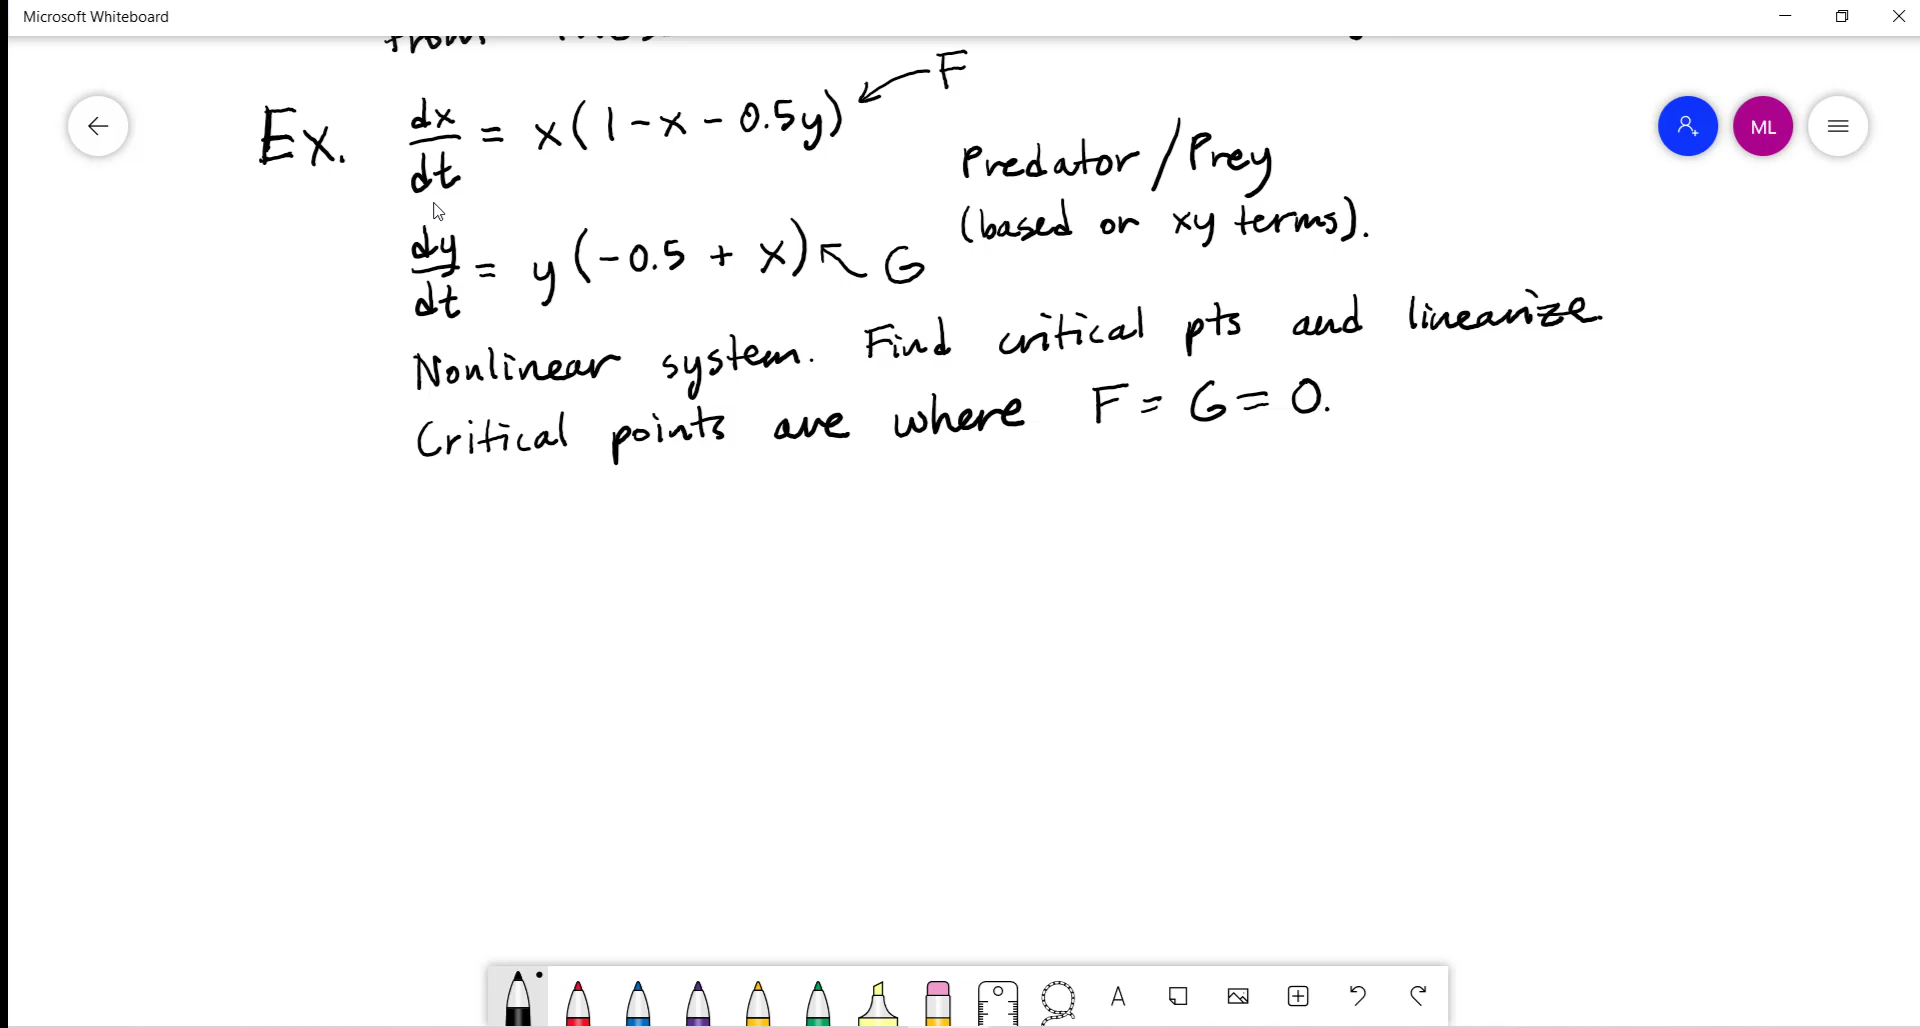 Microsoft Whiteboard
from
F
Ex. dx/dt = x(1-x-0.5y)
ML
Predator/Prey
(based on xy terms).
dy/dt = y(-0.5 + x) G
Nonlinear system. Find critical pts and linearize
Critical points are where F = G = 0.
A